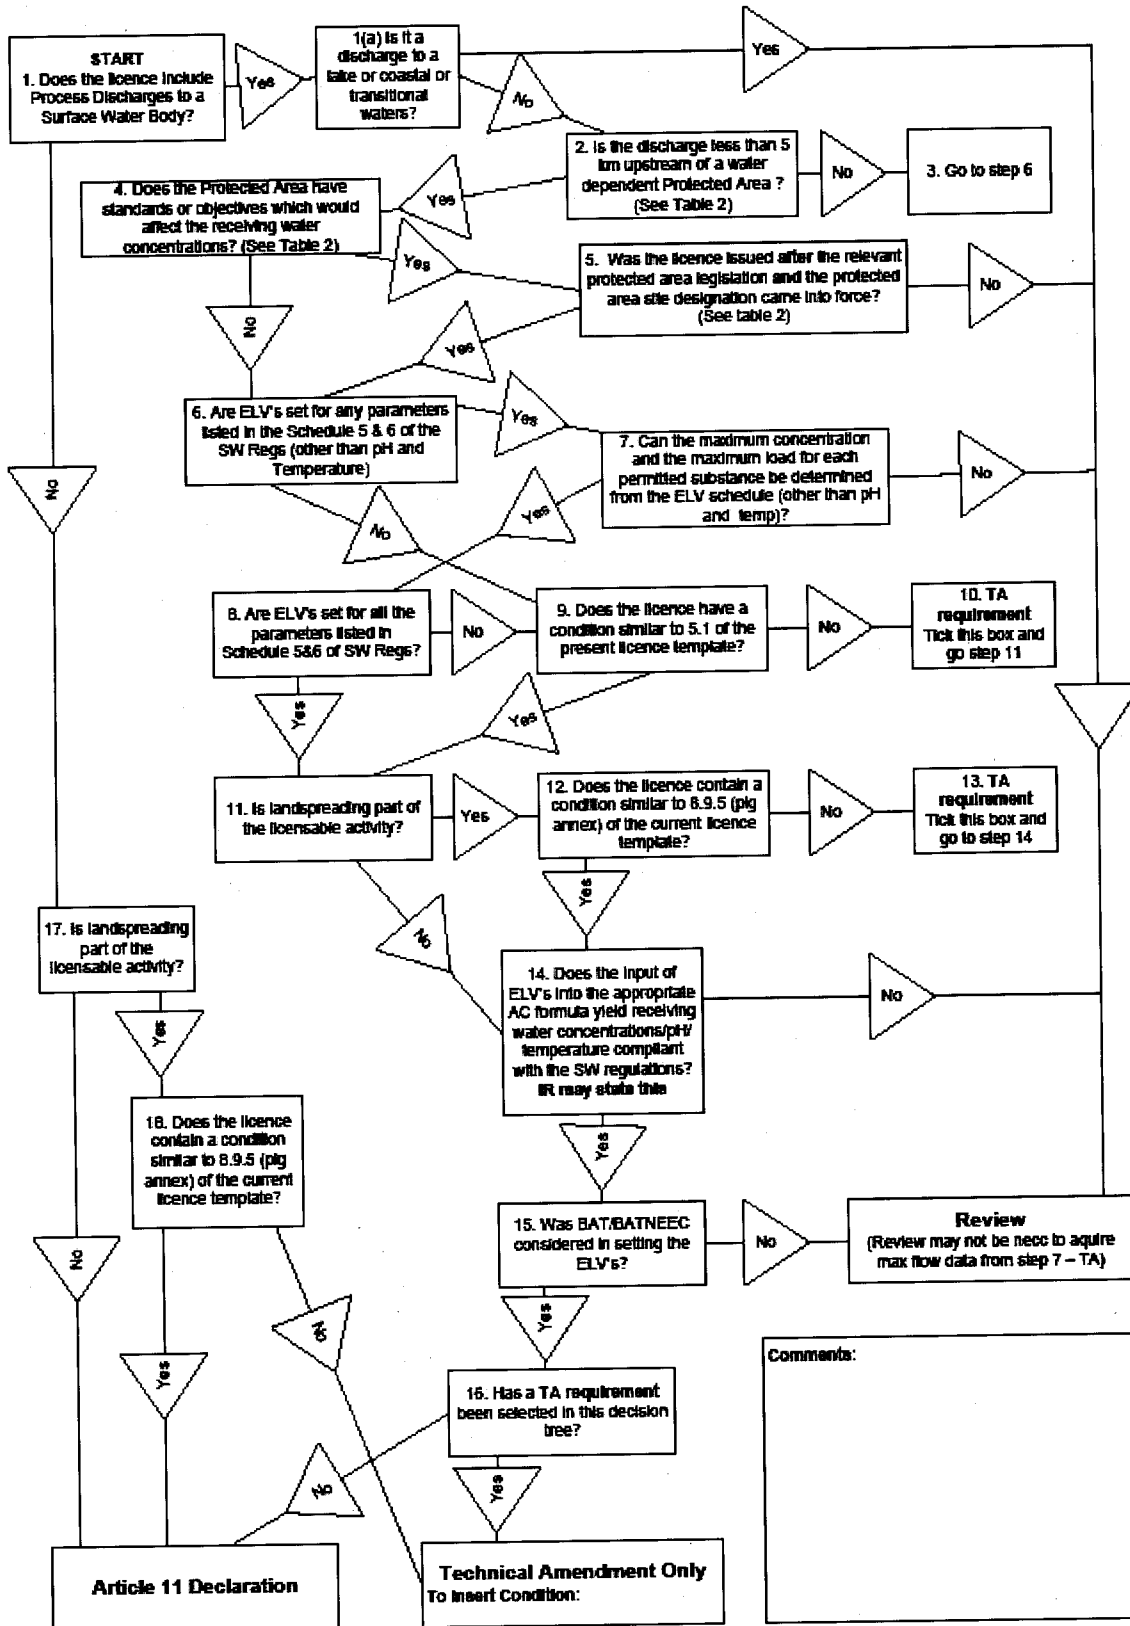 START
1. Does the licence include
Process Discharges to a
Surface Water Body?
Yes
1(a) Is it a
discharge to a
lake or coastal or
transitional
waters?
Yes
No
2. Is the discharge less than 5
km upstream of a water
dependent Protected Area ?
(See Table 2)
No
3. Go to step 6
Yes
4. Does the Protected Area have
standards or objectives which would
affect the receiving water
concentrations? (See Table 2)
Yes
5. Was the licence issued after the relevant
protected area legislation and the protected
area site designation came into force?
(See table 2)
No
No
Yes
6. Are ELV's set for any parameters
listed in the Schedule 5 & 6 of the
SW Regs (other than pH and
Temperature)
Yes
7. Can the maximum concentration
and the maximum load for each
permitted substance be determined
from the ELV schedule (other than pH
and temp)?
No
No
Yes
No
8. Are ELV's set for all the
parameters listed in
Schedule 5&6 of SW Regs?
No
9. Does the licence have a
condition similar to 5.1 of the
present licence template?
No
10. TA
requirement
Tick this box and
go step 11
Yes
Yes
11. Is landspreading part of
the licensable activity?
Yes
12. Does the licence contain a
condition similar to 6.9.5 (pig
annex) of the current licence
template?
No
13. TA
requirement
Tick this box and
go to step 14
Yes
No
17. Is landspreading
part of the
licensable activity?
14. Does the input of
ELV's into the appropriate
AC formula yield receiving
water concentrations/pH/
temperature compliant
with the SW regulations?
IR may state this
No
Yes
18. Does the licence
contain a condition
similar to 8.9.5 (pig
annex) of the current
licence template?
Yes
15. Was BAT/BATNEEC
considered in setting the
ELV's?
No
Review
(Review may not be necc to aquire
max flow data from step 7 – TA)
No
Yes
No
Yes
16. Has a TA requirement
been selected in this decision
tree?
Comments:
No
Yes
Article 11 Declaration
Technical Amendment Only
To Insert Condition: